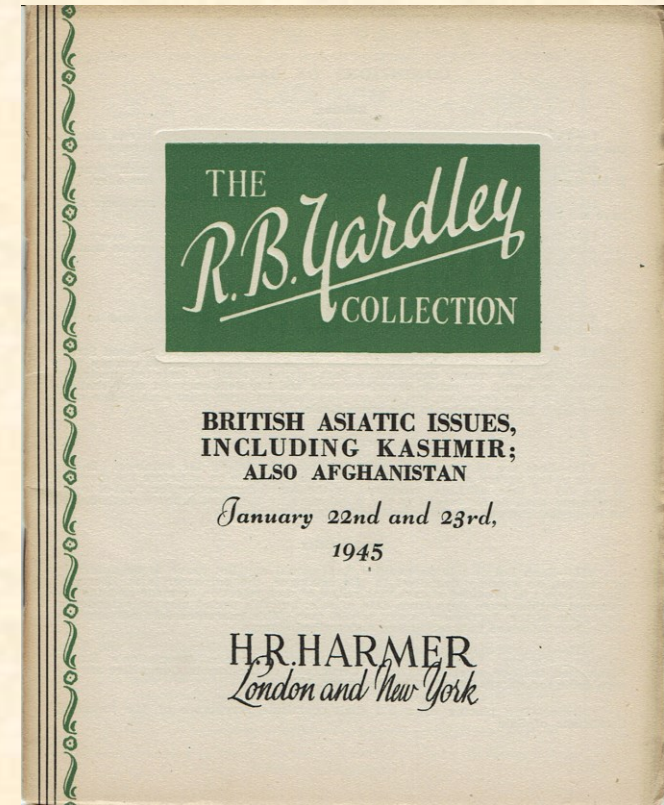 THE
R.B. Yardley
COLLECTION
BRITISH ASIATIC ISSUES,
INCLUDING KASHMIR;
ALSO AFGHANISTAN
January 22nd and 23rd,
1945
H.R. HARMER
London and New York